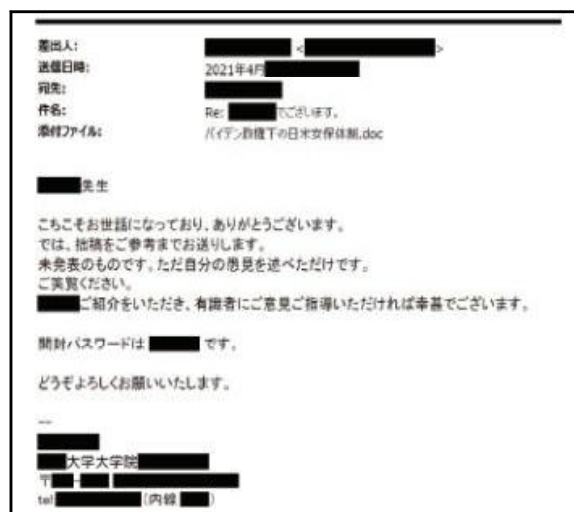 差出人: < >
送信日時: 2021年4月
宛先:
件名: Re: でございます。
添付ファイル: バイデン政権下の日米安保体制.doc
先生
こちこそお世話になっており、ありがとうございます。
では、拙稿をご参考までお送りします。
未発表のものです。ただ自分の愚見を述べただけです。
ご笑覧ください。
ご紹介をいただき、有識者にご意見ご指導いただければ幸甚でございます。
開封パスワードは です。
どうぞよろしくお願いいたします。
--
大学大学院
〒 -
tel (内線 )